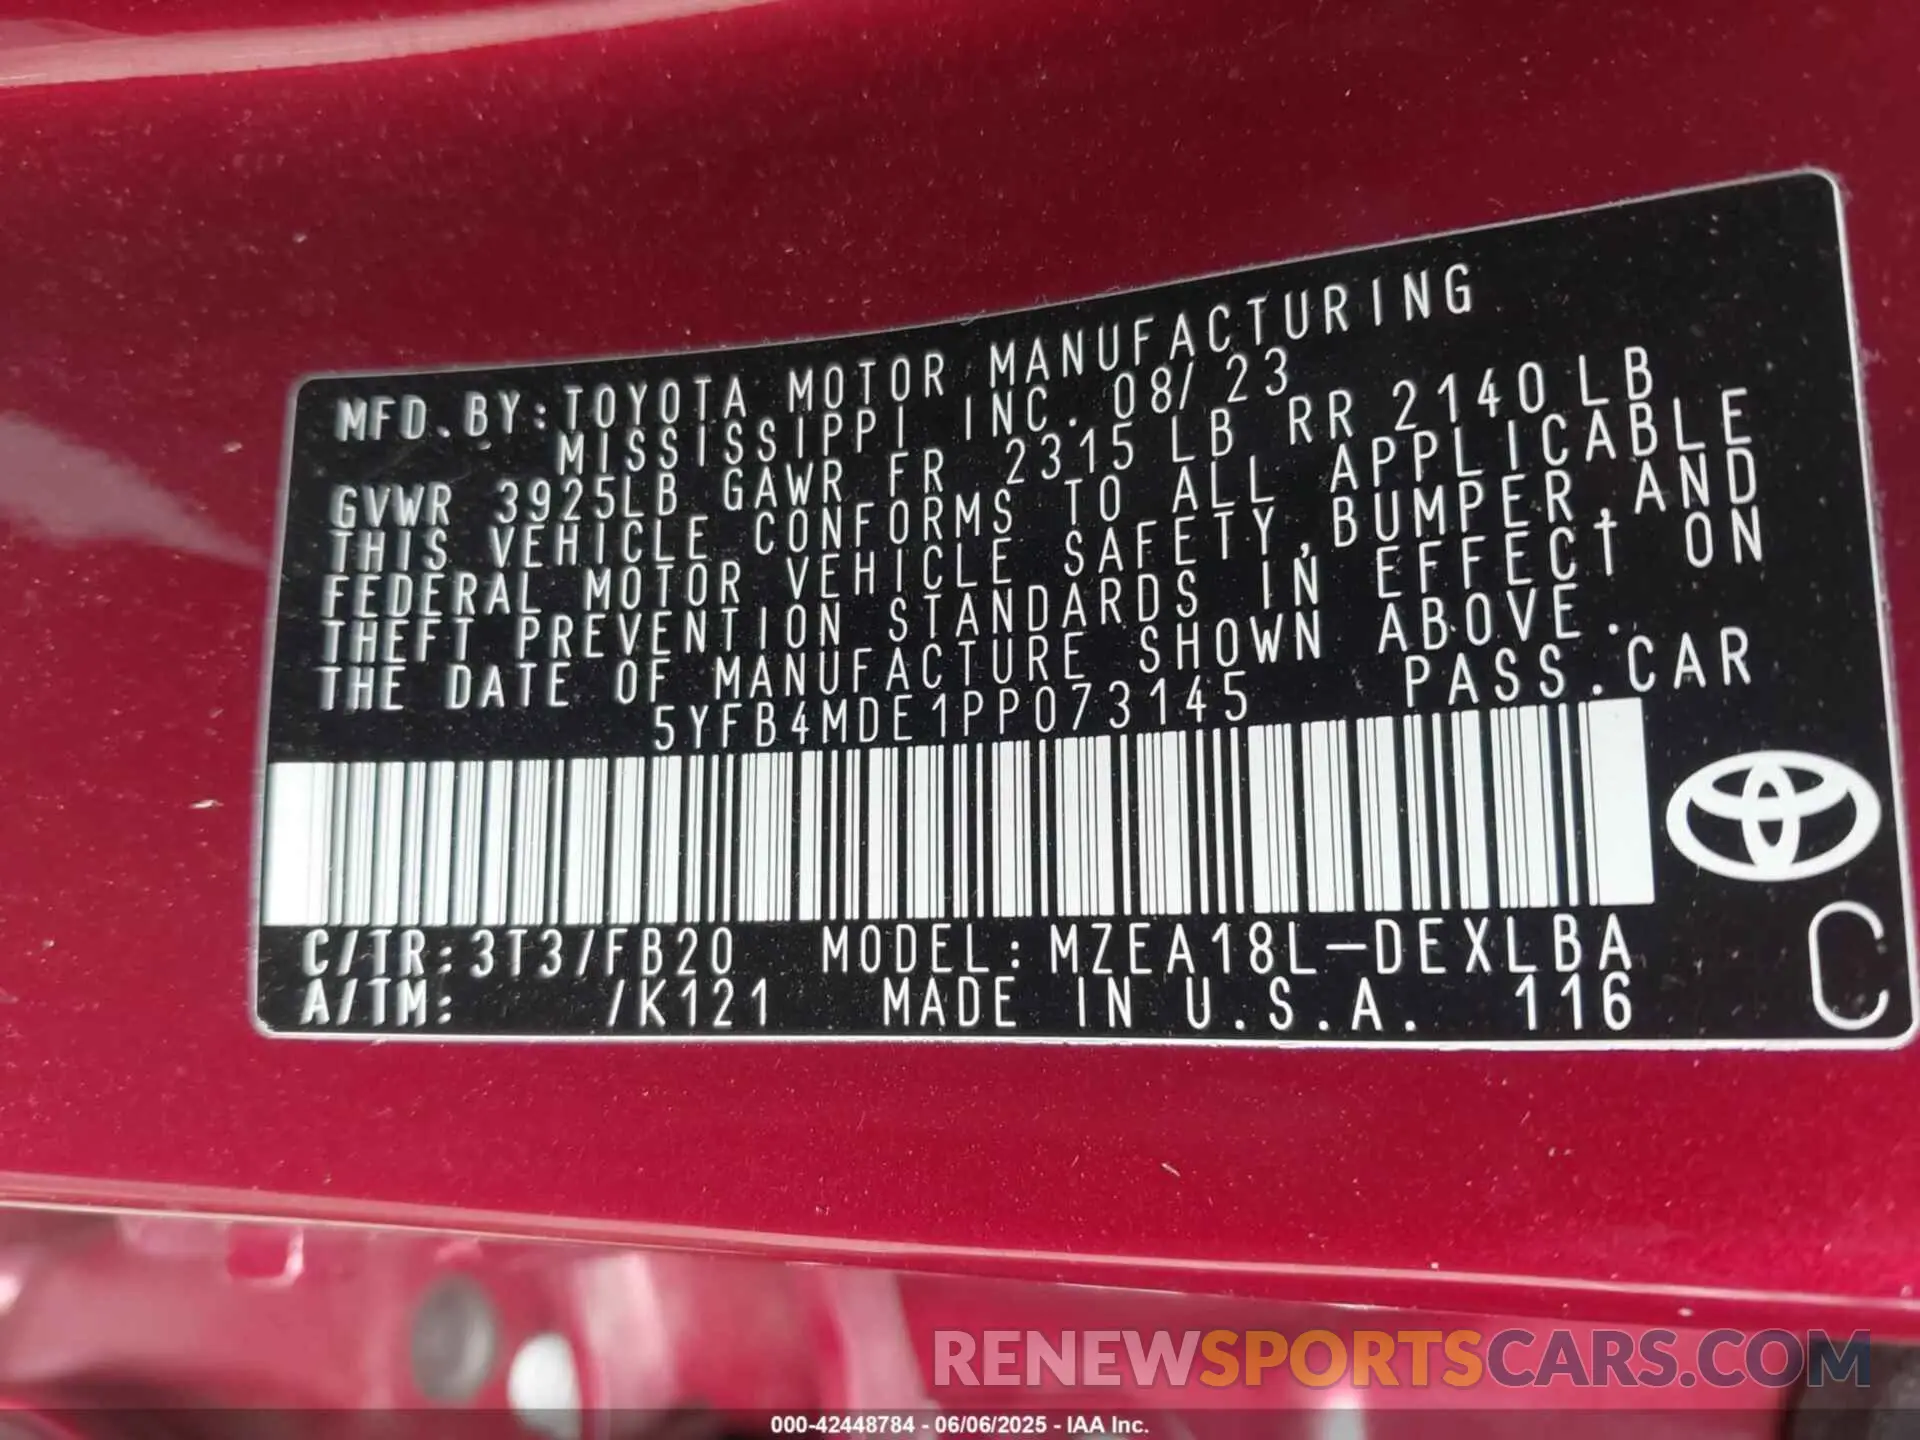 MFD. BY: TOYOTA MOTOR MANUFACTURING
MISSISSIPPI INC. 08/ 23
GVWR 3925LB GAWR FR 2315 LB RR 2140 LB
THIS VEHICLE CONFORMS TO ALL APPLICABLE
FEDERAL MOTOR VEHICLE SAFETY, BUMPER, AND
THEFT PREVENTION STANDARDS IN EFFECT ON
THE DATE OF MANUFACTURE SHOWN ABOVE.
5YFB4MDE1PP073145 PASS. CAR
C/TR: 3T3/FB20 MODEL: MZEA18L-DEXLBA
A/TM: /K121 MADE IN U.S.A. 116
C
RENEWSPORTSCARS.COM
000-42448784 - 06/06/2025 - IAA Inc.